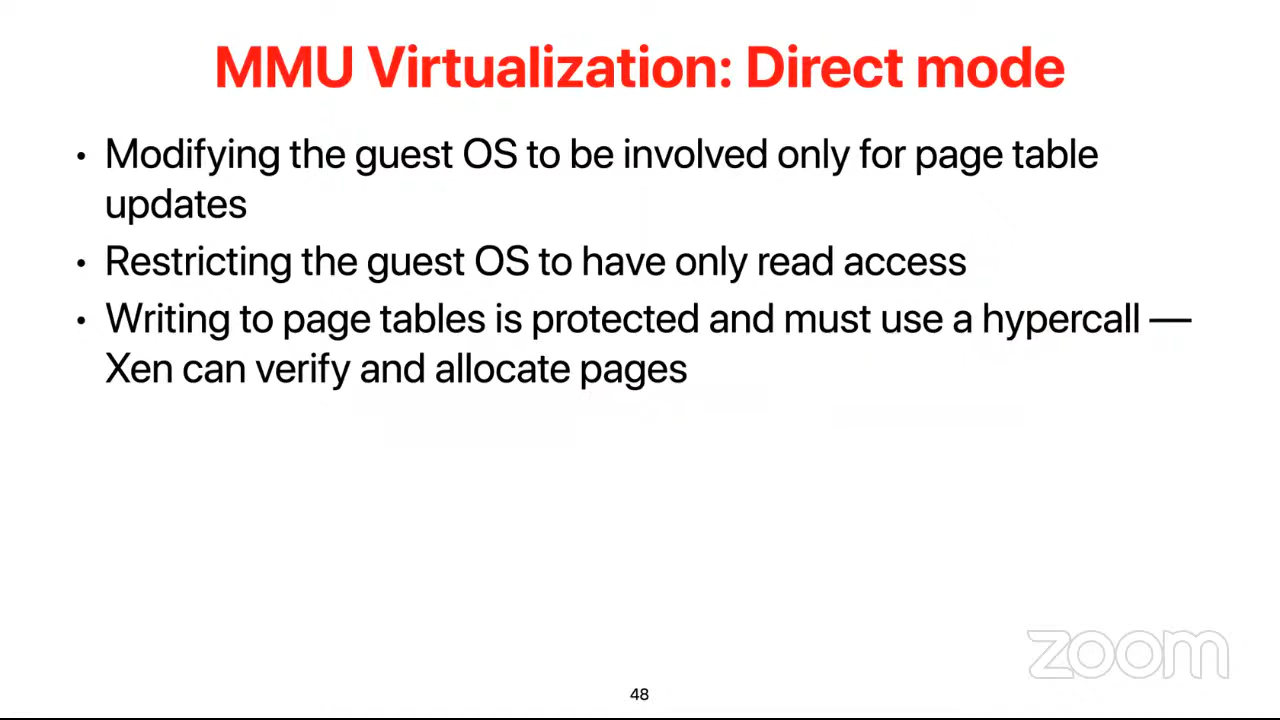 MMU Virtualization: Direct mode
• Modifying the guest OS to be involved only for page table
updates
• Restricting the guest OS to have only read access
• Writing to page tables is protected and must use a hypercall —
Xen can verify and allocate pages
zoom
48